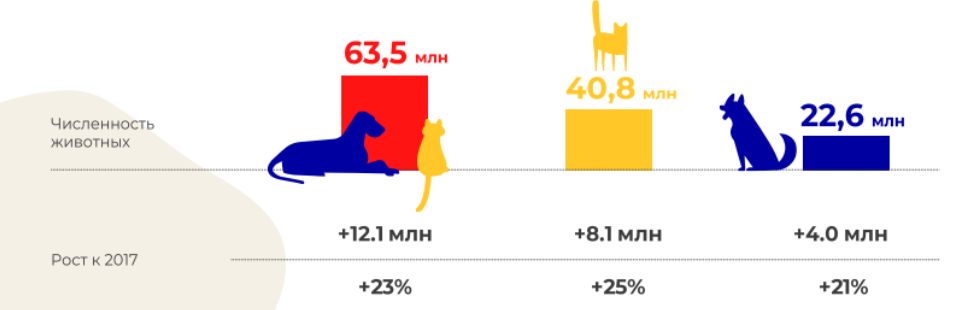 63,5 млн
40,8 млн
22,6 млн
Численность
животных
+12.1 млн
+8.1 млн
+4.0 млн
Рост к 2017
+23%
+25%
+21%